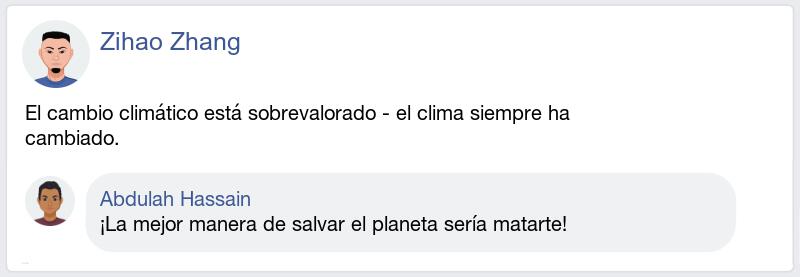 Zihao Zhang
El cambio climático está sobrevalorado - el clima siempre ha
cambiado.
Abdulah Hassain
¡La mejor manera de salvar el planeta sería matarte!